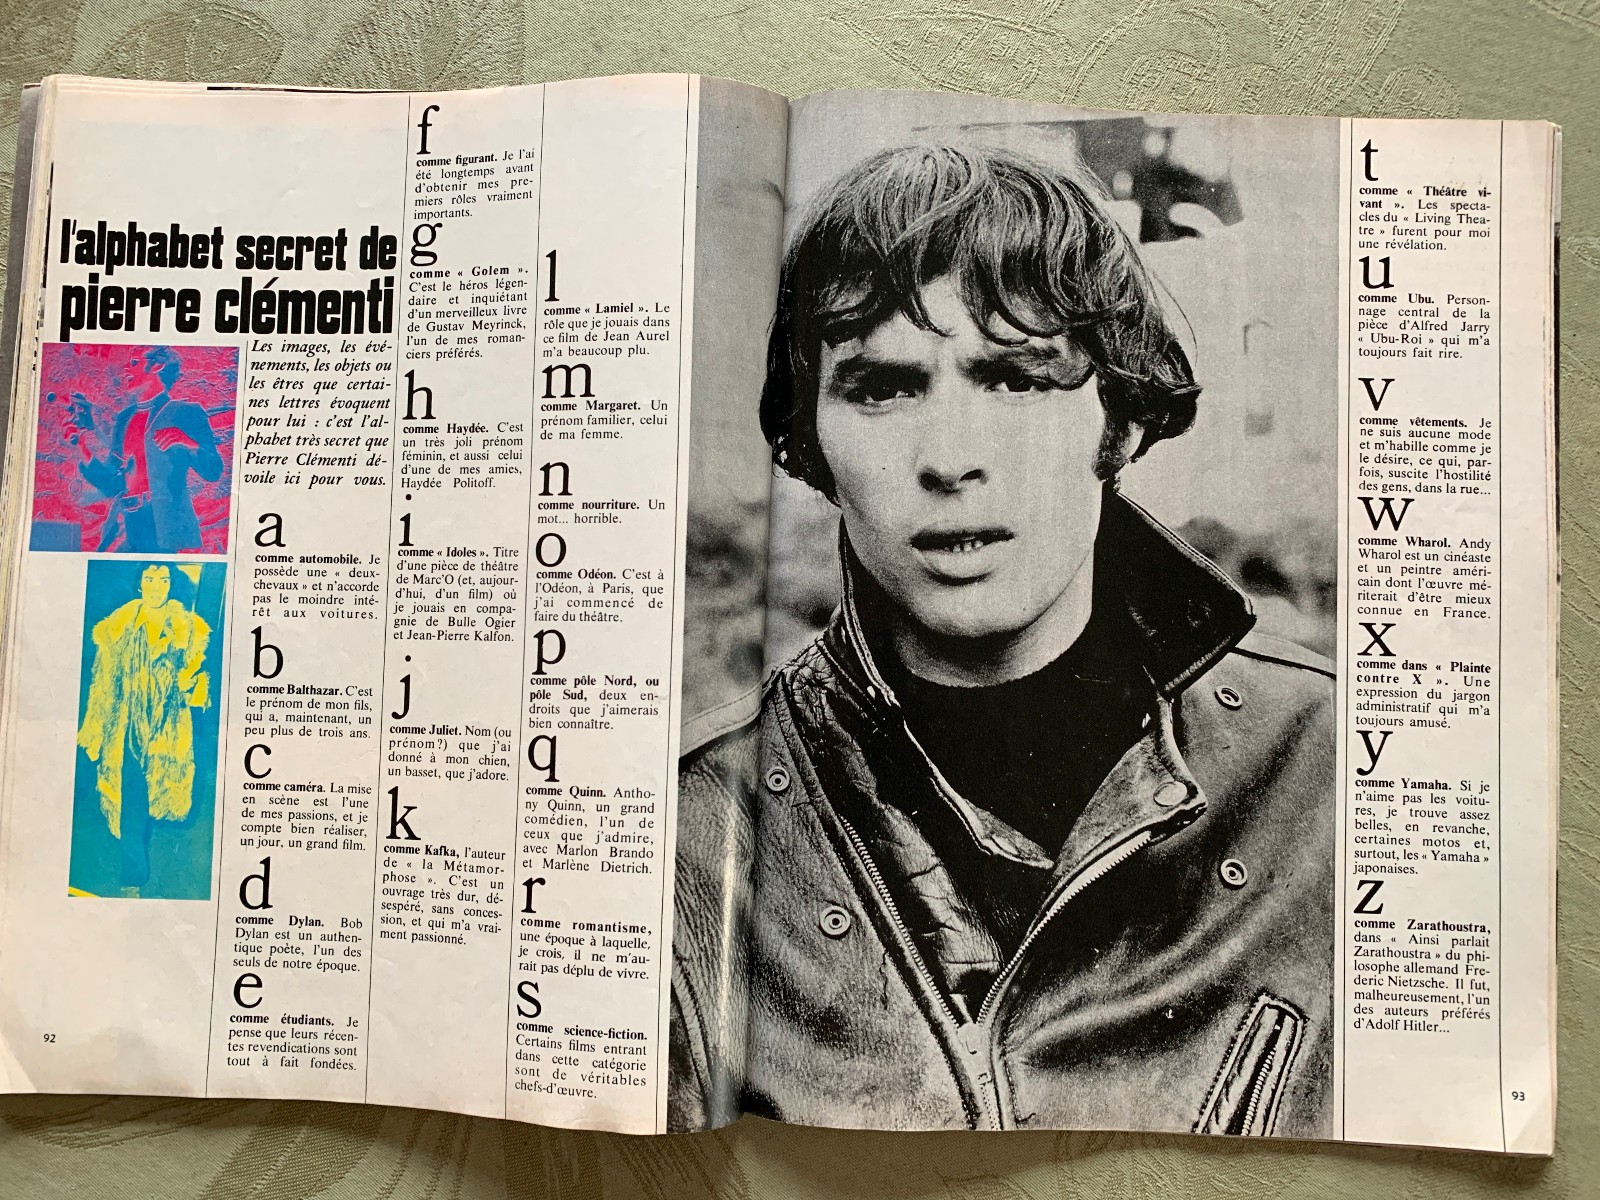 l'alphabet secret de
pierre clémenti
Les images, les évé-
nements, les objets ou
les êtres que certai-
nes lettres évoquent
pour lui : c'est l'al-
phabet très secret que
Pierre Clémenti dé-
voile ici pour vous.
a
comme automobile. Je
possède une « deux-
chevaux » et n'accorde
pas le moindre inté-
rêt aux voitures.
b
comme Balthazar. C'est
le prénom de mon fils,
qui a, maintenant, un
peu plus de trois ans.
c
comme caméra. La mise
en scène est l'une
de mes passions, et je
compte bien réaliser,
un jour, un grand film.
d
comme Dylan. Bob
Dylan est un authen-
tique poète, l'un des
seuls de notre époque.
e
comme étudiants. Je
pense que leurs récen-
tes revendications sont
tout à fait fondées.
92
f
comme figurant. Je l'ai
été longtemps avant
d'obtenir mes pre-
miers rôles vraiment
importants.
g
comme « Golem ».
C'est le héros légen-
daire et inquiétant
d'un merveilleux livre
de Gustav Meyrinck,
l'un de mes roman-
ciers préférés.
h
comme Haydée. C'est
un très joli prénom
féminin, et aussi celui
d'une de mes amies,
Haydée Politoff.
i
comme « Idoles ». Titre
d'une pièce de théâtre
de Marc'O (et, aujour-
d'hui, d'un film) où
je jouais en compa-
gnie de Bulle Ogier
et Jean-Pierre Kalfon.
j
comme Juliet. Nom (ou
prénom?) que j'ai
donné à mon chien,
un basset, que j'adore.
k
comme Kafka, l'auteur
de « la Métamor-
phose ». C'est un
ouvrage très dur, dé-
sespéré, sans conces-
sion, et qui m'a vrai-
ment passionné.
l
comme « Lamiel ». Le
rôle que je jouais dans
ce film de Jean Aurel
m'a beaucoup plu.
m
comme Margaret. Un
prénom familier, celui
de ma femme.
n
comme nourriture. Un
mot... horrible.
o
comme Odéon. C'est à
l'Odéon, à Paris, que
j'ai commencé de
faire du théâtre.
p
comme pôle Nord, ou
pôle Sud, deux en-
droits que j'aimerais
bien connaître.
q
comme Quinn. Antho-
ny Quinn, un grand
comédien, l'un de
ceux que j'admire,
avec Marlon Brando
et Marlène Dietrich.
r
comme romantisme,
une époque à laquelle,
je crois, il ne m'au-
rait pas déplu de vivre.
s
comme science-fiction.
Certains films entrant
dans cette catégorie
sont de véritables
chefs-d'œuvre.
t
comme « Théâtre vi-
vant ». Les specta-
cles du « Living Thea-
tre » furent pour moi
une révélation.
u
comme Ubu. Person-
nage central de la
pièce d'Alfred Jarry
« Ubu-Roi » qui m'a
toujours fait rire.
v
comme vêtements. Je
ne suis aucune mode
et m'habille comme je
le désire, ce qui, par-
fois, suscite l'hostilité
des gens, dans la rue...
w
comme Wharol. Andy
Wharol est un cinéaste
et un peintre améri-
cain dont l'œuvre mé-
riterait d'être mieux
connue en France.
x
comme dans « Plainte
contre X ». Une
expression du jargon
administratif qui m'a
toujours amusé.
y
comme Yamaha. Si je
n'aime pas les voitu-
res, je trouve assez
belles, en revanche,
certaines motos et,
surtout, les « Yamaha »
japonaises.
z
comme Zarathoustra,
dans « Ainsi parlait
Zarathoustra » du phi-
losophe allemand Fre-
deric Nietzsche. Il fut,
malheureusement, l'un
des auteurs préférés
d'Adolf Hitler...
93